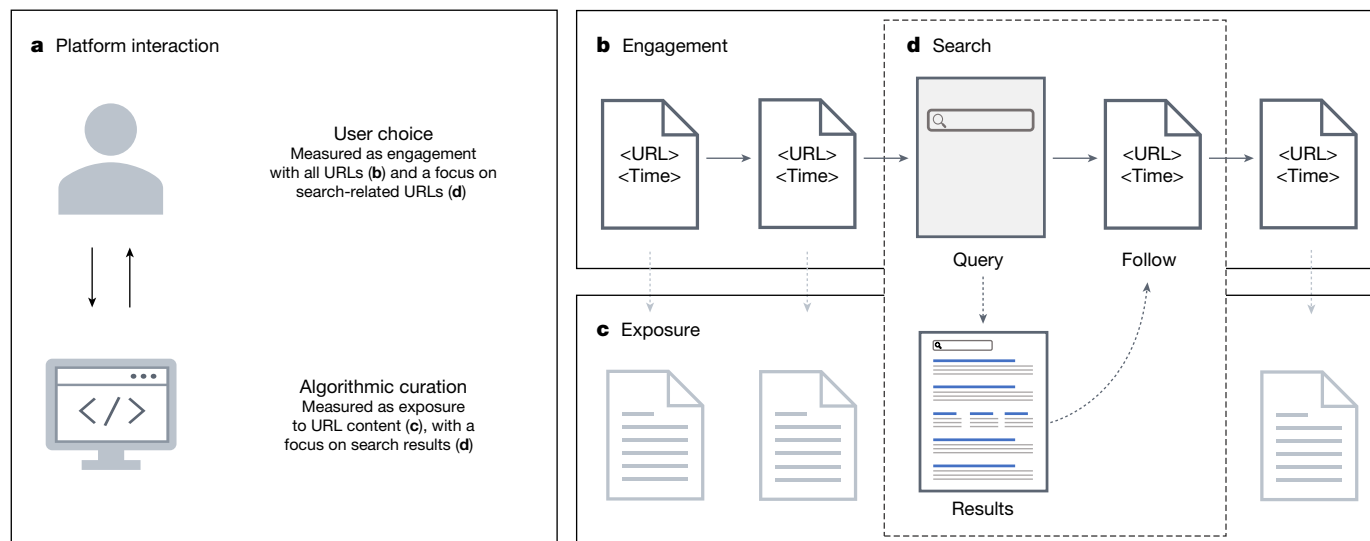 a Platform interaction
User choice
Measured as engagement
with all URLs (b) and a focus on
search-related URLs (d)
</>
Algorithmic curation
Measured as exposure
to URL content (c), with a
focus on search results (d)
b Engagement
<URL>
<Time>
<URL>
<Time>
d Search
Query
<URL>
<Time>
Follow
<URL>
<Time>
c Exposure
Results